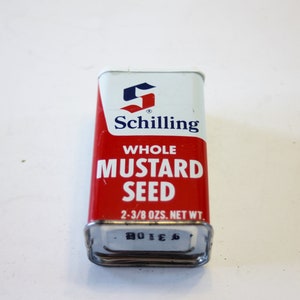 S®
Schilling
WHOLE
MUSTARD
SEED
2-3/8 OZS. NET WT.